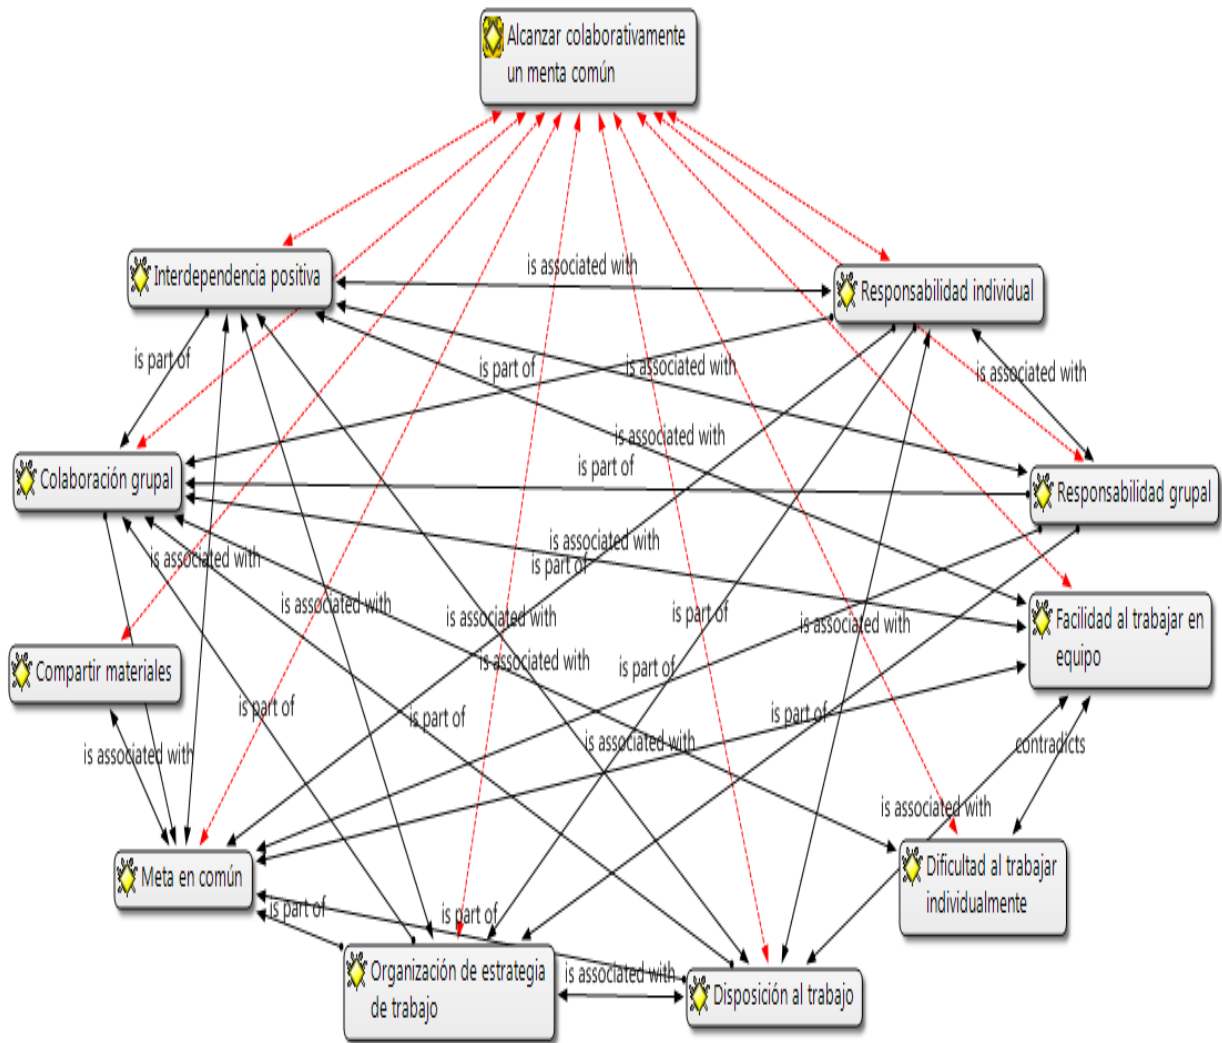 Alcanzar colaborativamente
un menta común
Interdependencia positiva
is associated with
Responsabilidad individual
is part of
is part of
is associated with
is associated with
is associated with
Colaboración grupal
is part of
Responsabilidad grupal
is associated with
is associated with
is part of
is associated with
is associated with
is part of
is associated with
Facilidad al trabajar en
equipo
Compartir materiales
is associated with
is part of
is part of
is part of
is part of
is associated with
is associated with
contradicts
is associated with
Meta en común
Dificultad al trabajar
individualmente
is part of
is part of
Organización de estrategia
de trabajo
is associated with
Disposición al trabajo